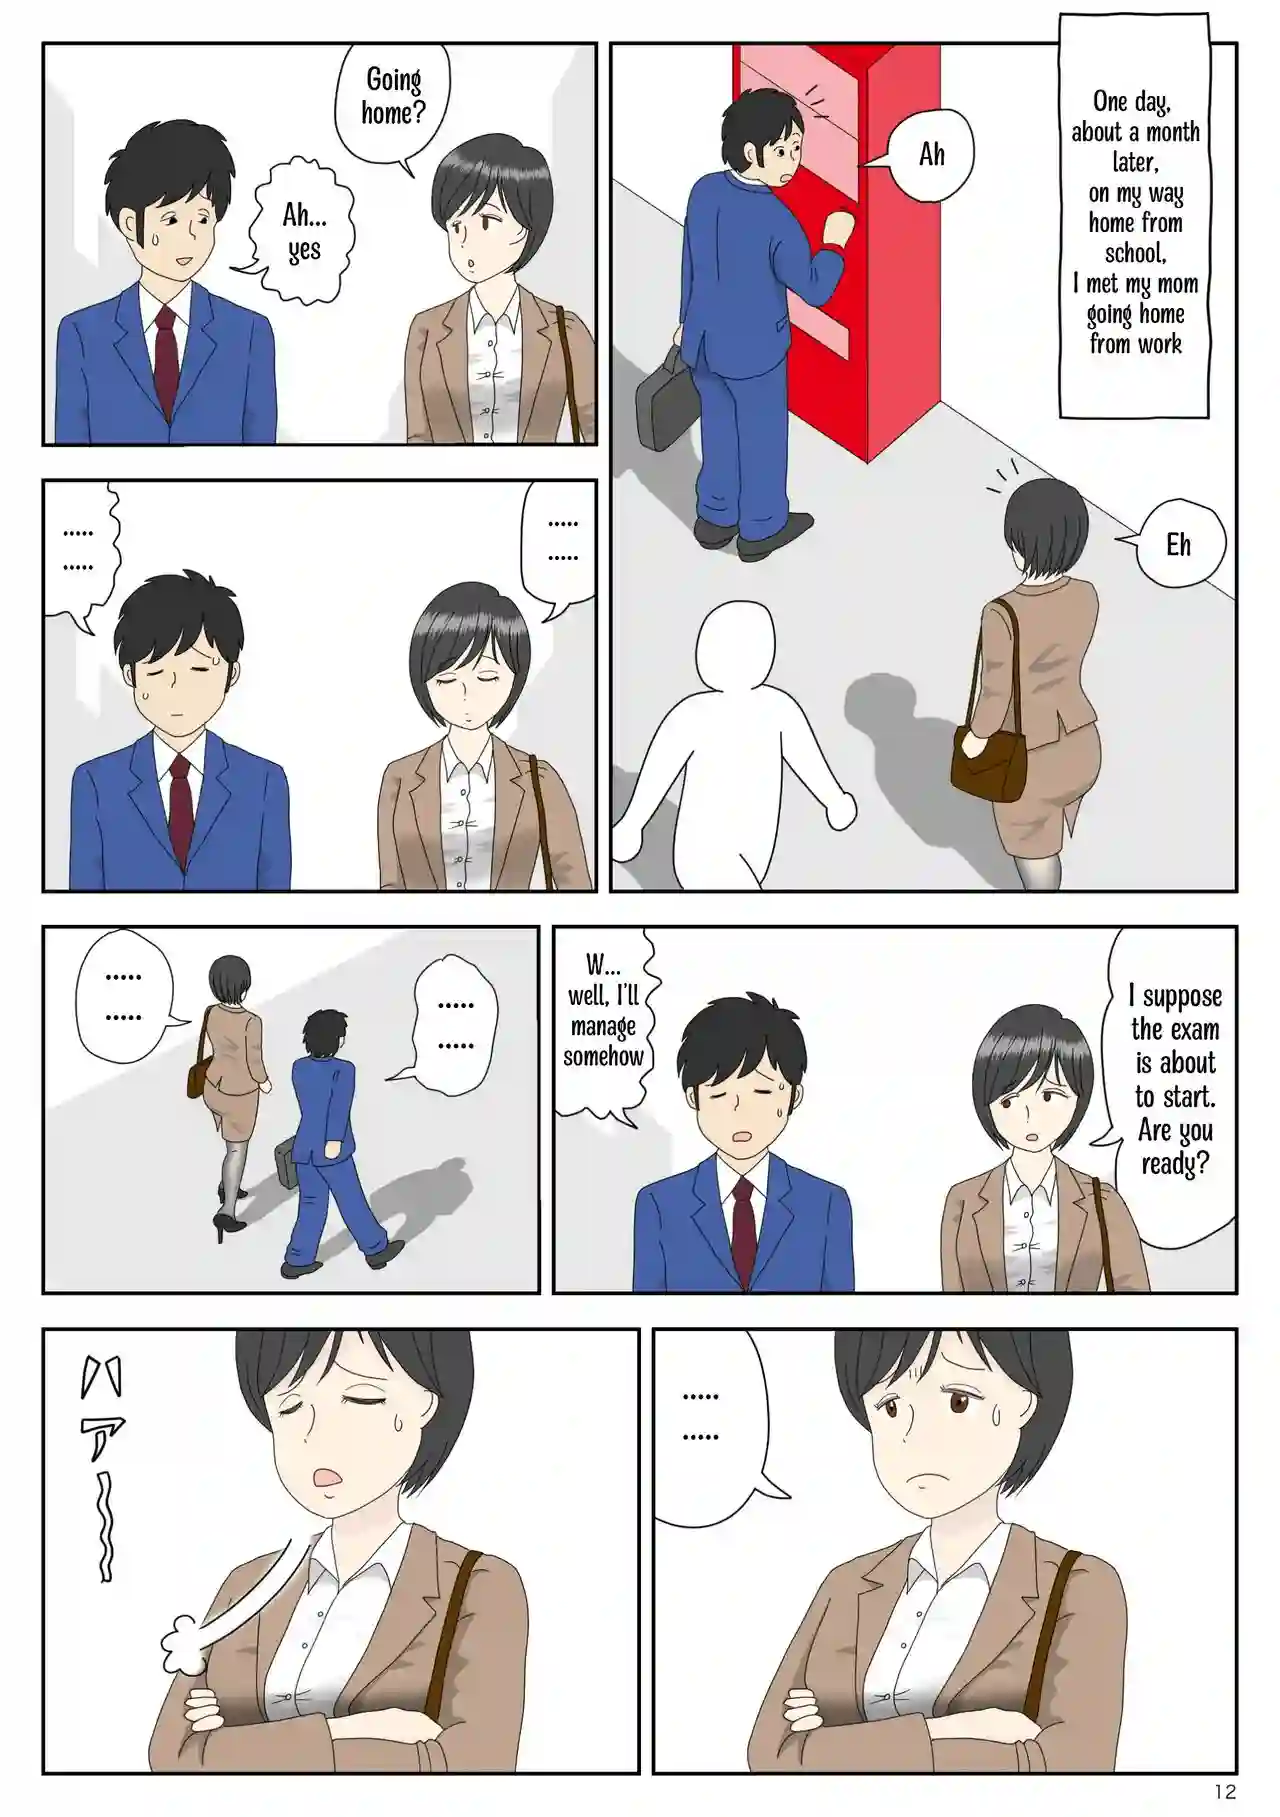 One day,
about a month
later,
on my way
home from
school,
I met my mom
going home
from work
Ah
Eh
Going
home?
Ah...
yes
.....
.....
.....
.....
I suppose
the exam
is about
to start.
Are you
ready?
W...
well, I'll
manage
somehow
.....
.....
.....
.....
.....
.....
ハァ〜
12